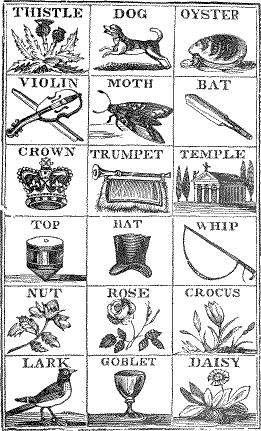 THISTLE DOG OYSTER
VIOLIN MOTH BAT
CROWN TRUMPET TEMPLE
TOP HAT WHIP
NUT ROSE CROCUS
LARK GOBLET DAISY